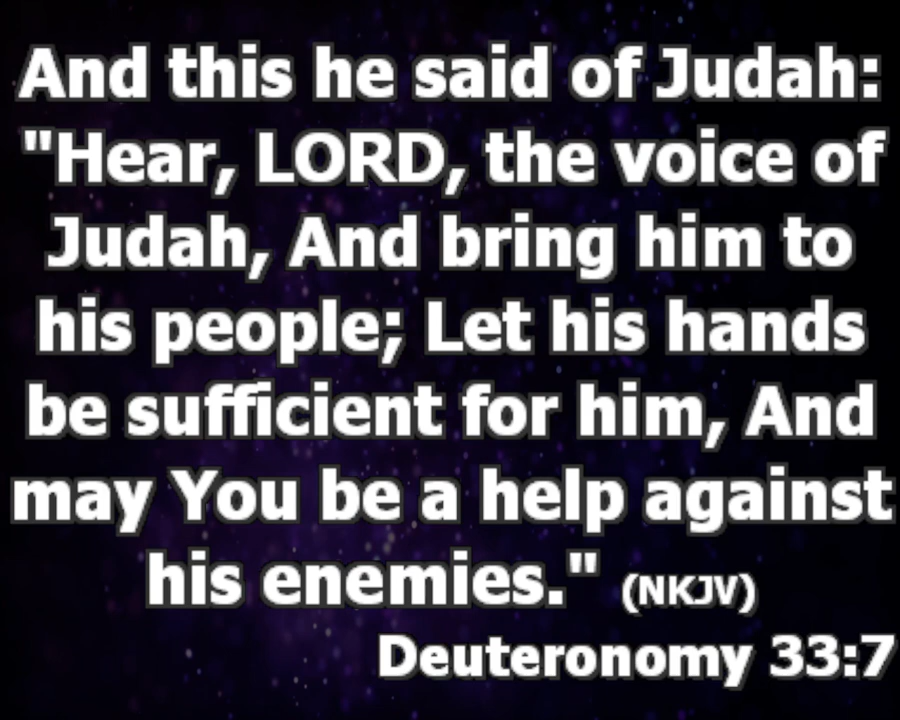 And this he said of Judah:
"Hear, LORD, the voice of
Judah, And bring him to
his people; Let his hands
be sufficient for him, And
may You be a help against
his enemies." (NKJV)
Deuteronomy 33:7